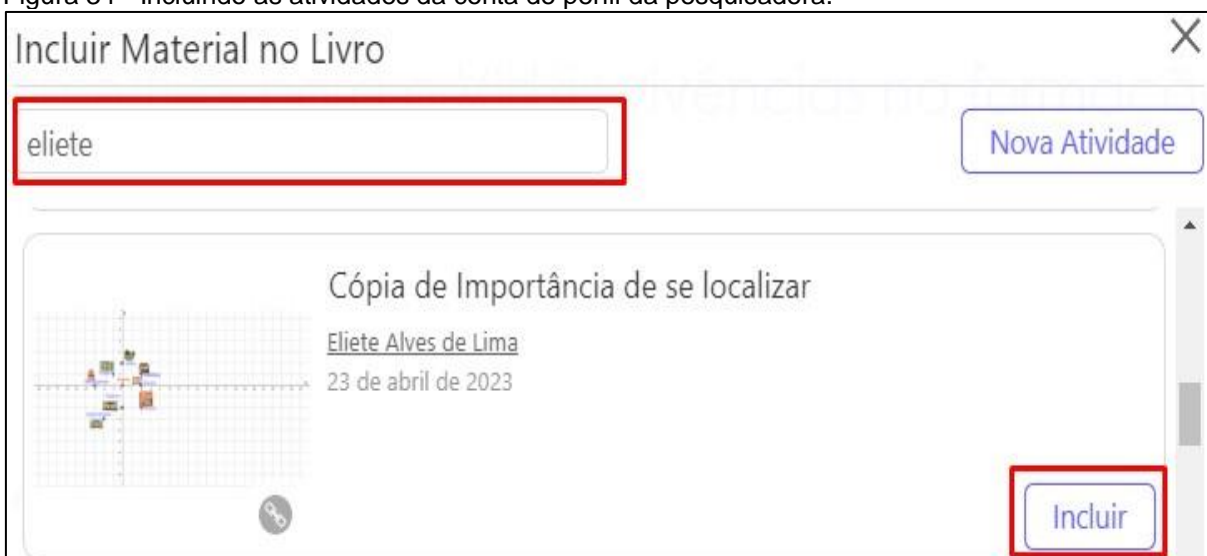 Incluir Material no Livro
eliete
Nova Atividade
Cópia de Importância de se localizar
Eliete Alves de Lima
23 de abril de 2023
Incluir